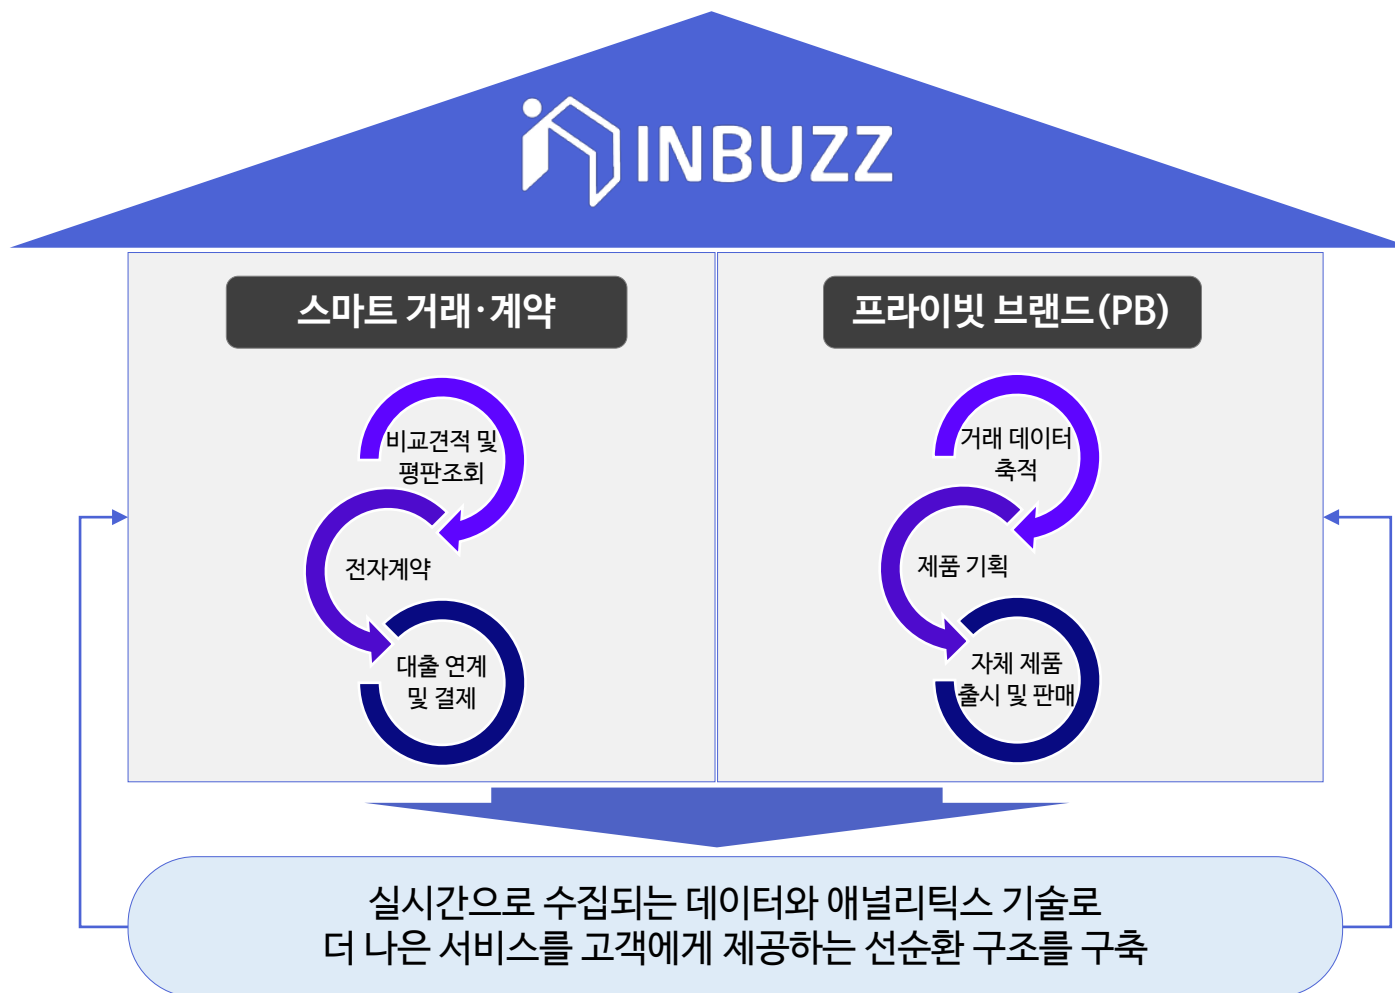 INBUZZ
스마트 거래·계약
비교견적 및
평판조회
전자계약
대출 연계
및 결제
프라이빗 브랜드(PB)
거래 데이터
축적
제품 기획
자체 제품
출시 및 판매
실시간으로 수집되는 데이터와 애널리틱스 기술로
더 나은 서비스를 고객에게 제공하는 선순환 구조를 구축